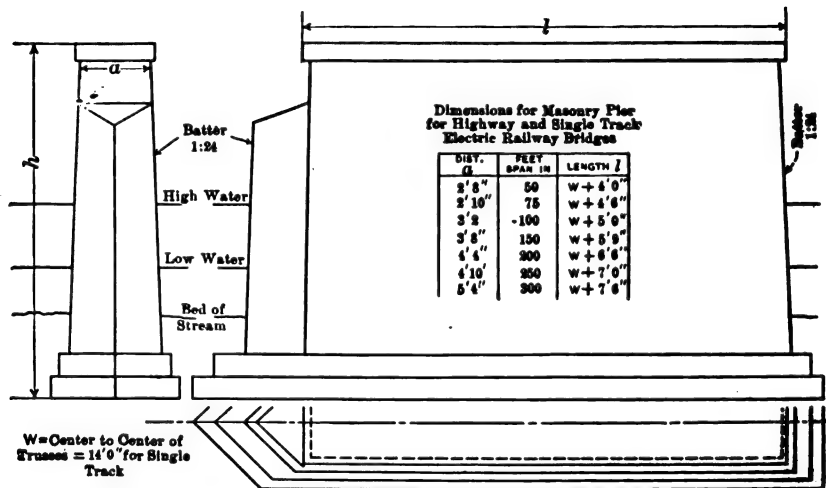 l
h
a
Batter
1:24
Batter
1:24
High Water
Low Water
Bed of
Stream
Dimensions for Masonry Pier
for Highway and Single Track
Electric Railway Bridges
DIST. a FEET SPAN IN LENGTH l
2'8" 50 W + 4'0"
2'10" 75 W + 4'6"
3'2 100 W + 5'0"
3'8" 150 W + 5'9"
4'4" 200 W + 6'6"
4'10' 250 W + 7'0"
5'4" 300 W + 7'6"
W=Center to Center of
Trusses = 14'0" for Single
Track